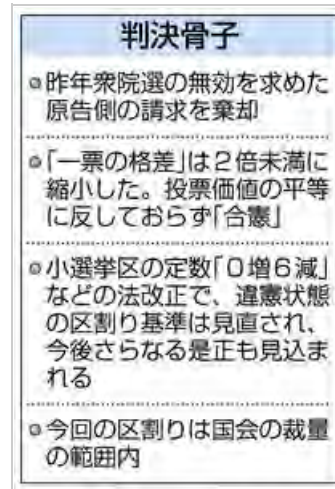 判決骨子
◎昨年衆院選の無効を求めた
原告側の請求を棄却
◎「一票の格差」は2倍未満に
縮小した。投票価値の平等
に反しておらず「合憲」
◎小選挙区の定数「0増6減」
などの法改正で、違憲状態
の区割り基準は見直され、
今後さらなる是正も見込ま
れる
◎今回の区割りは国会の裁量
の範囲内